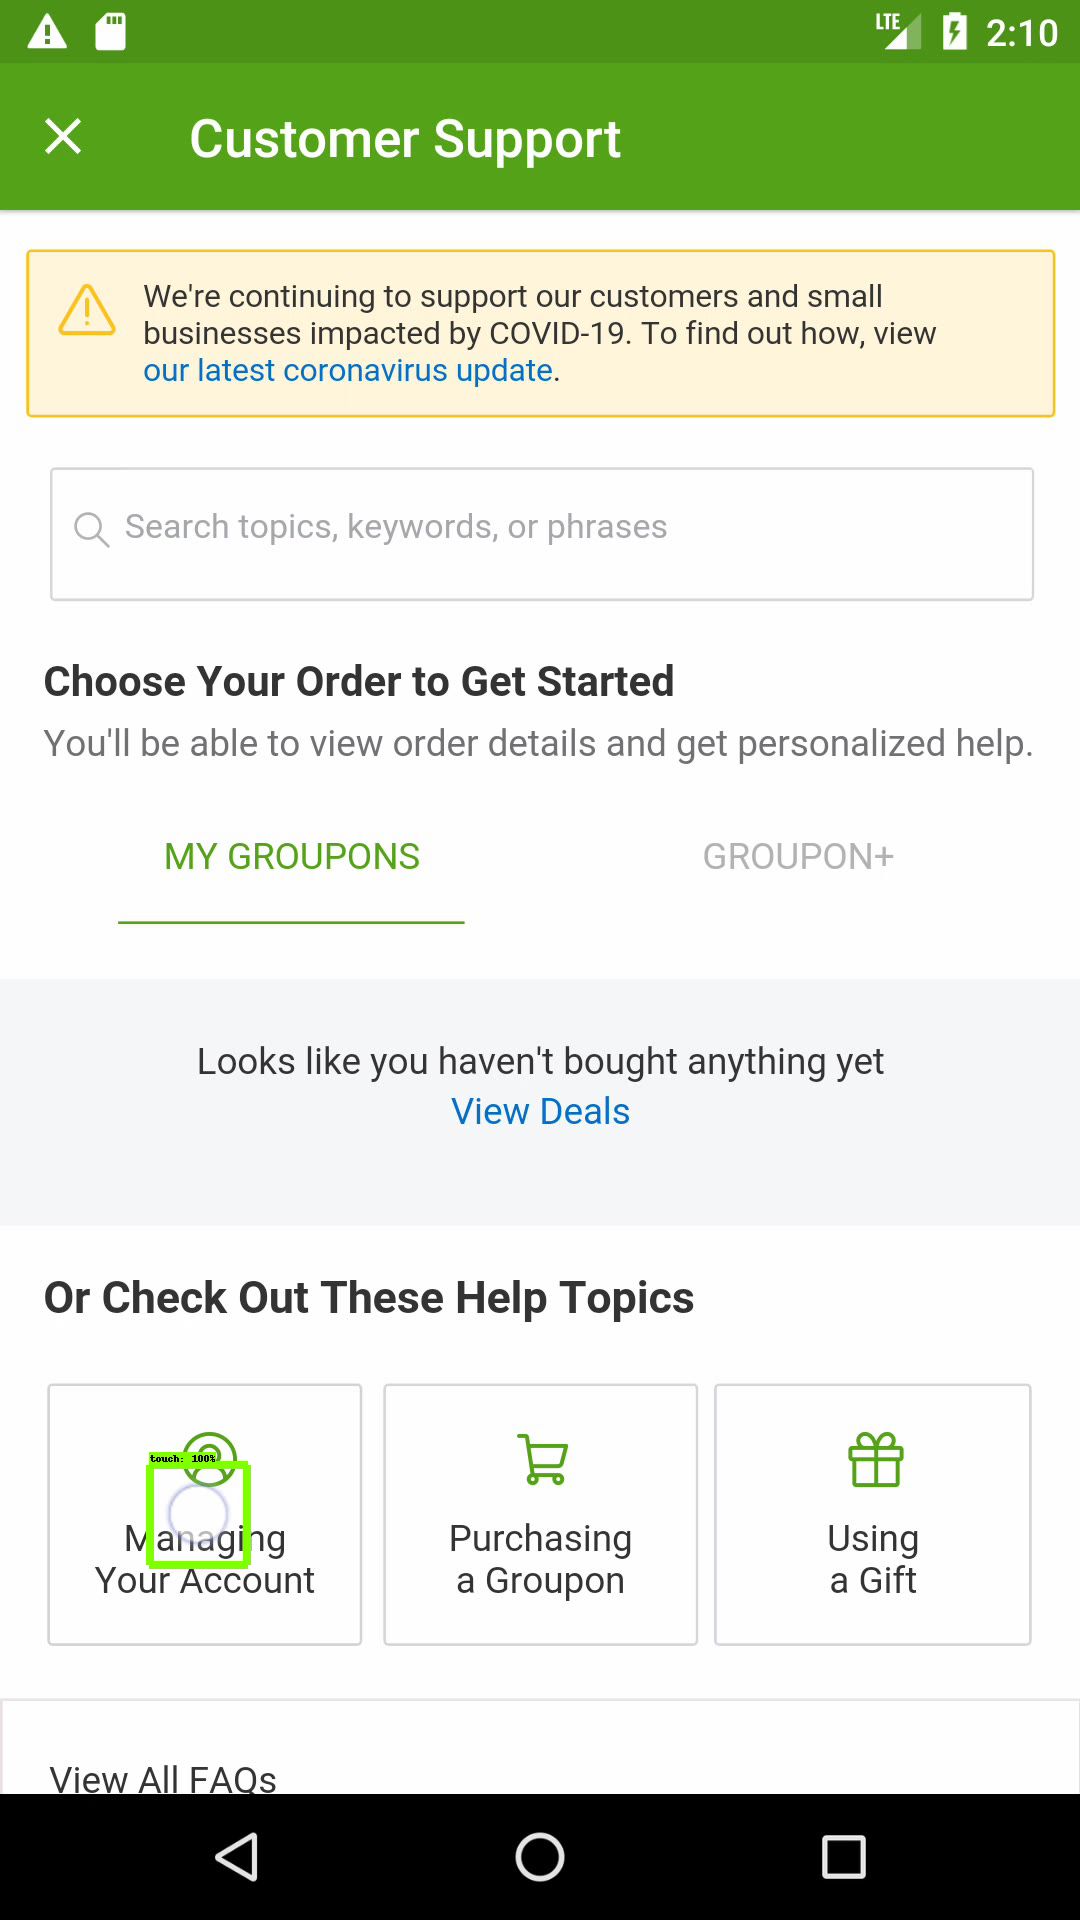 LTE 2:10
Customer Support
We're continuing to support our customers and small
businesses impacted by COVID-19. To find out how, view
our latest coronavirus update.
Search topics, keywords, or phrases
Choose Your Order to Get Started
You'll be able to view order details and get personalized help.
MY GROUPONS GROUPON+
Looks like you haven't bought anything yet
View Deals
Or Check Out These Help Topics
touch: 100%
Managing
Your Account
Purchasing
a Groupon
Using
a Gift
View All FAQs